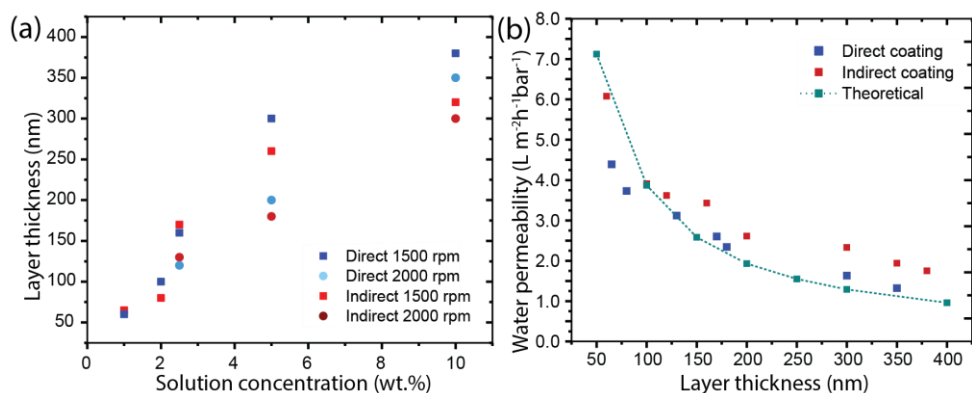 (a)
400
350
300
250
200
150
100
50
0
2
4
6
8
10
Layer thickness (nm)
Solution concentration (wt.%)
Direct 1500 rpm
Direct 2000 rpm
Indirect 1500 rpm
Indirect 2000 rpm
(b)
8.0
7.0
6.0
5.0
4.0
3.0
2.0
1.0
0.0
50
100
150
200
250
300
350
400
Water permeability (L m⁻²h⁻¹bar⁻¹)
Layer thickness (nm)
Direct coating
Indirect coating
Theoretical